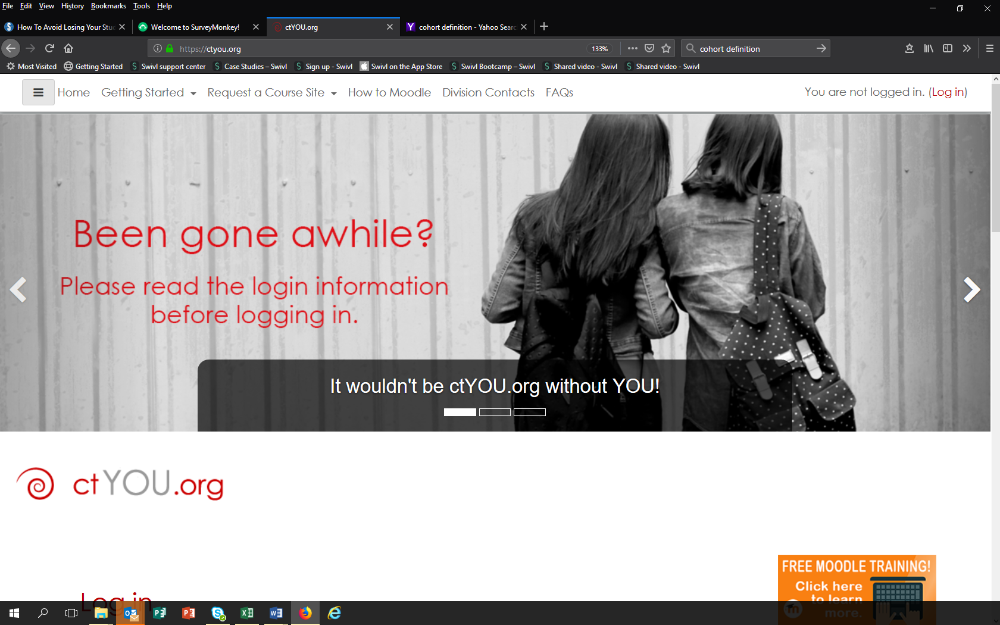 File Edit View History Bookmarks Tools Help
How To Avoid Losing Your Stud
Welcome to SurveyMonkey!
ctYOU.org
cohort definition - Yahoo Searc
https://ctyou.org
133%
cohort definition
Most Visited Getting Started Swivl support center Case Studies – Swivl Sign up - Swivl Swivl on the App Store Swivl Bootcamp – Swivl Shared video - Swivl Shared video - Swivl
Home Getting Started Request a Course Site How to Moodle Division Contacts FAQs You are not logged in. (Log in)
Been gone awhile?
Please read the login information
before logging in.
It wouldn't be ctYOU.org without YOU!
ctYOU.org
FREE MOODLE TRAINING!
Click here
to learn
more.
Log in